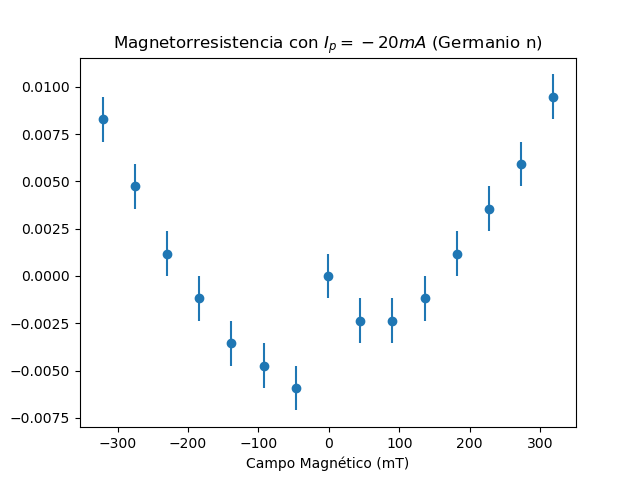 Magnetorresistencia con $I_p = -20mA$ (Germanio n)
0.0100
0.0075
0.0050
0.0025
0.0000
−0.0025
−0.0050
−0.0075
−300 −200 −100 0 100 200 300
Campo Magnético (mT)